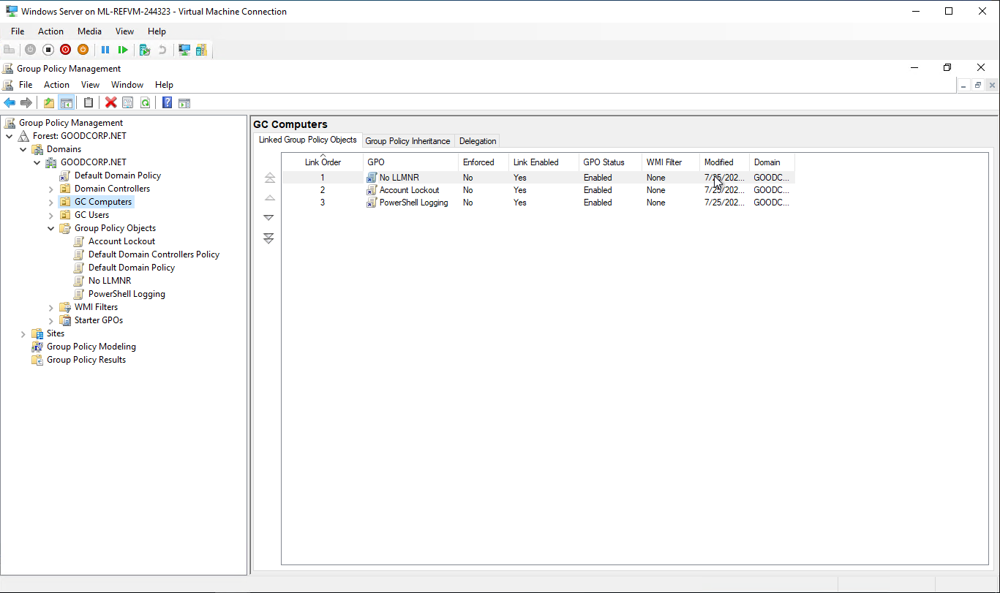 Windows Server on ML-REFVM-244323 - Virtual Machine Connection
File Action Media View Help
Group Policy Management
File Action View Window Help
Group Policy Management
Forest: GOODCORP.NET
Domains
GOODCORP.NET
Default Domain Policy
Domain Controllers
GC Computers
GC Users
Group Policy Objects
Account Lockout
Default Domain Controllers Policy
Default Domain Policy
No LLMNR
PowerShell Logging
WMI Filters
Starter GPOs
Sites
Group Policy Modeling
Group Policy Results
GC Computers
Linked Group Policy Objects Group Policy Inheritance Delegation
Link Order GPO Enforced Link Enabled GPO Status WMI Filter Modified Domain
1 No LLMNR No Yes Enabled None 7/25/202... GOODC...
2 Account Lockout No Yes Enabled None 7/25/202... GOODC...
3 PowerShell Logging No Yes Enabled None 7/25/202... GOODC...